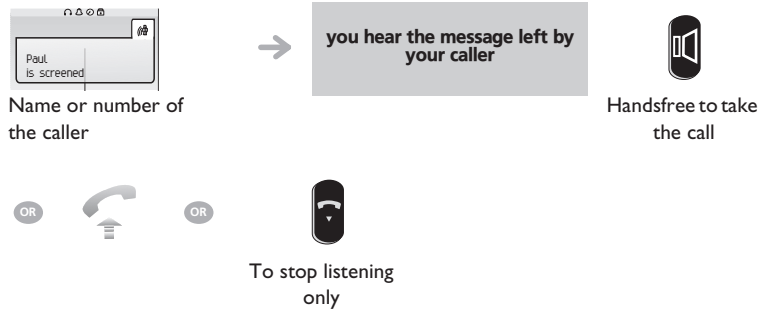 Paul
is screened
you hear the message left by
your caller
Name or number of
the caller
Handsfree to take
the call
OR
OR
To stop listening
only